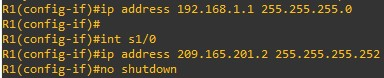 R1(config-if)#ip address 192.168.1.1 255.255.255.0
R1(config-if)#
R1(config-if)#int s1/0
R1(config-if)#ip address 209.165.201.2 255.255.255.252
R1(config-if)#no shutdown